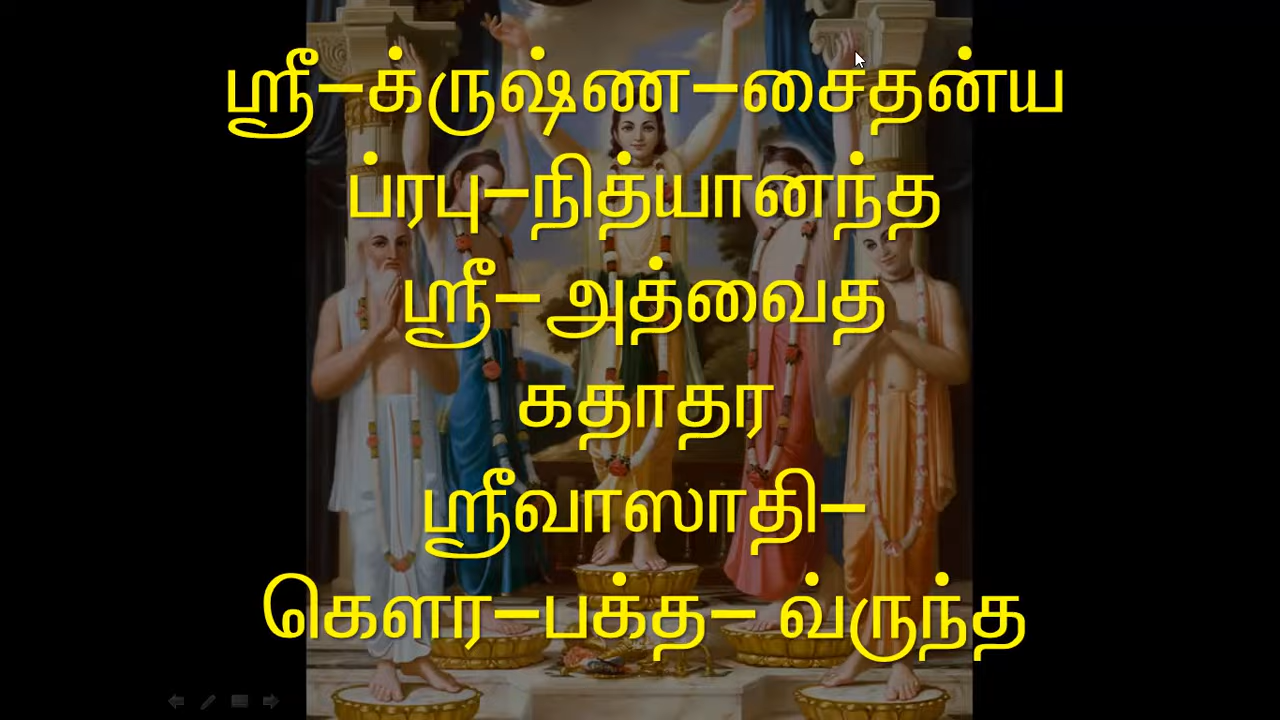 ஸ்ரீ–க்ருஷ்ண–சைதன்ய
ப்ரபு–நித்யானந்த
ஸ்ரீ– அத்வைத
கதாதர
ஸ்ரீவாஸாதி–
கௌர–பக்த– வ்ருந்த